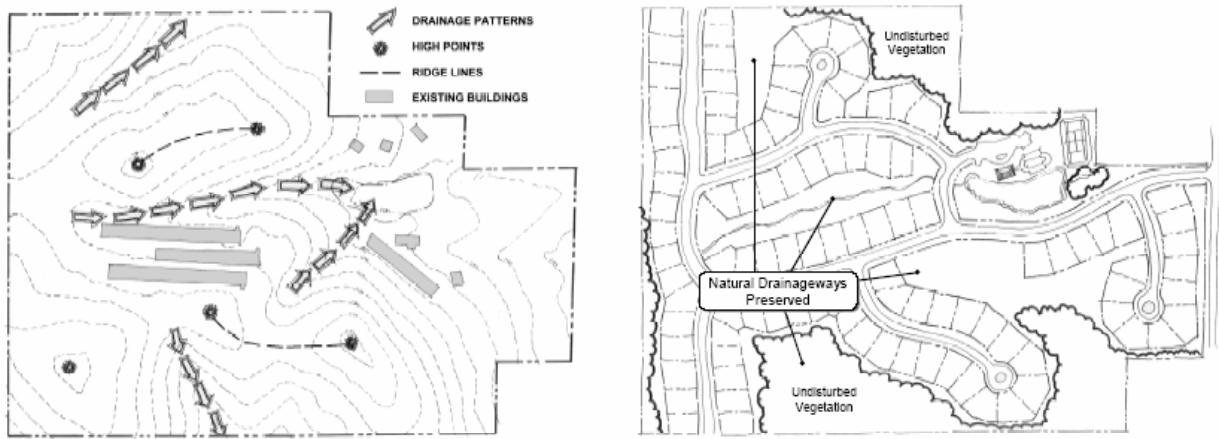 DRAINAGE PATTERNS
HIGH POINTS
RIDGE LINES
EXISTING BUILDINGS
Undisturbed
Vegetation
Natural Drainageways
Preserved
Undisturbed
Vegetation